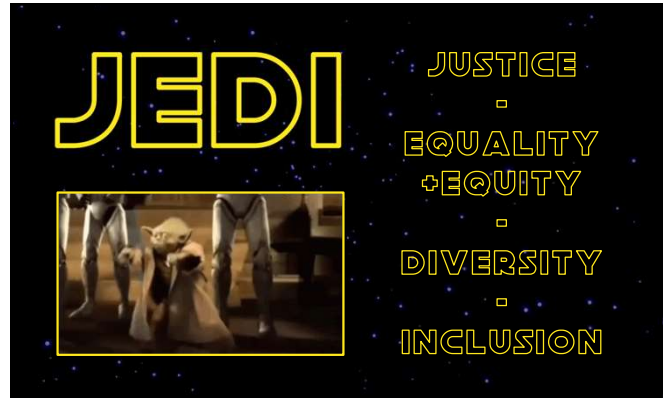 JEDI
JUSTICE
-
EQUALITY
+EQUITY
-
DIVERSITY
-
INCLUSION